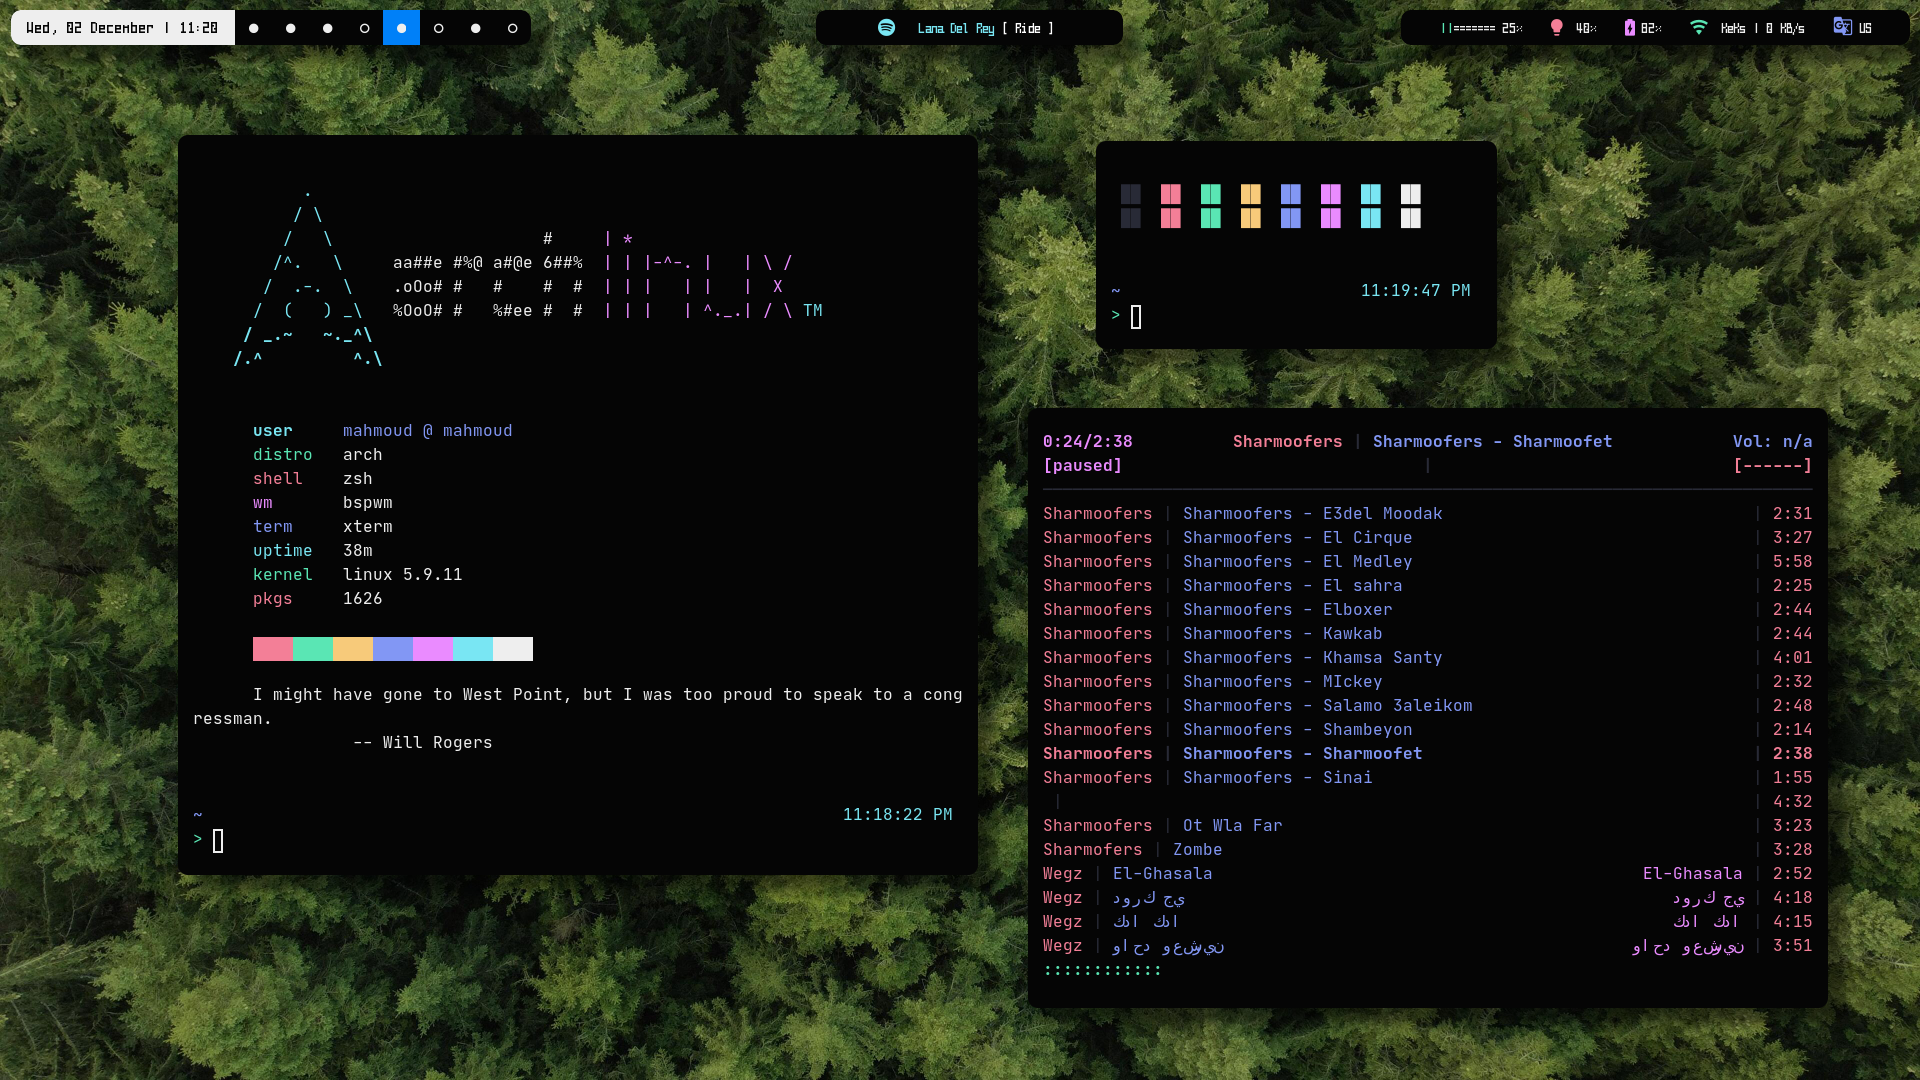 Wed, 02 December | 11:20
Lana Del Rey [ Ride ]
||======= 25%
40%
82%
KeKs | 0 KB/s
US
aa##e #%@ a#@e 6##%
.oOo# # # # #
%OoO# # %#ee # #
TM
user mahmoud @ mahmoud
distro arch
shell zsh
wm bspwm
term xterm
uptime 38m
kernel linux 5.9.11
pkgs 1626
I might have gone to West Point, but I was too proud to speak to a cong
ressman.
-- Will Rogers
~ 11:18:22 PM
>
~ 11:19:47 PM
>
0:24/2:38 Sharmoofers | Sharmoofers - Sharmoofet Vol: n/a
[paused] | [------]
Sharmoofers | Sharmoofers - E3del Moodak | 2:31
Sharmoofers | Sharmoofers - El Cirque | 3:27
Sharmoofers | Sharmoofers - El Medley | 5:58
Sharmoofers | Sharmoofers - El sahra | 2:25
Sharmoofers | Sharmoofers - Elboxer | 2:44
Sharmoofers | Sharmoofers - Kawkab | 2:44
Sharmoofers | Sharmoofers - Khamsa Santy | 4:01
Sharmoofers | Sharmoofers - MIckey | 2:32
Sharmoofers | Sharmoofers - Salamo 3aleikom | 2:48
Sharmoofers | Sharmoofers - Shambeyon | 2:14
Sharmoofers | Sharmoofers - Sharmoofet | 2:38
Sharmoofers | Sharmoofers - Sinai | 1:55
| | 4:32
Sharmoofers | Ot Wla Far | 3:23
Sharmofers | Zombe | 3:28
Wegz | El-Ghasala El-Ghasala | 2:52
Wegz | دورك جي دورك جي | 4:18
Wegz | كدا كدا كدا كدا | 4:15
Wegz | واحد وعشرين واحد وعشرين | 3:51
::::::::::::